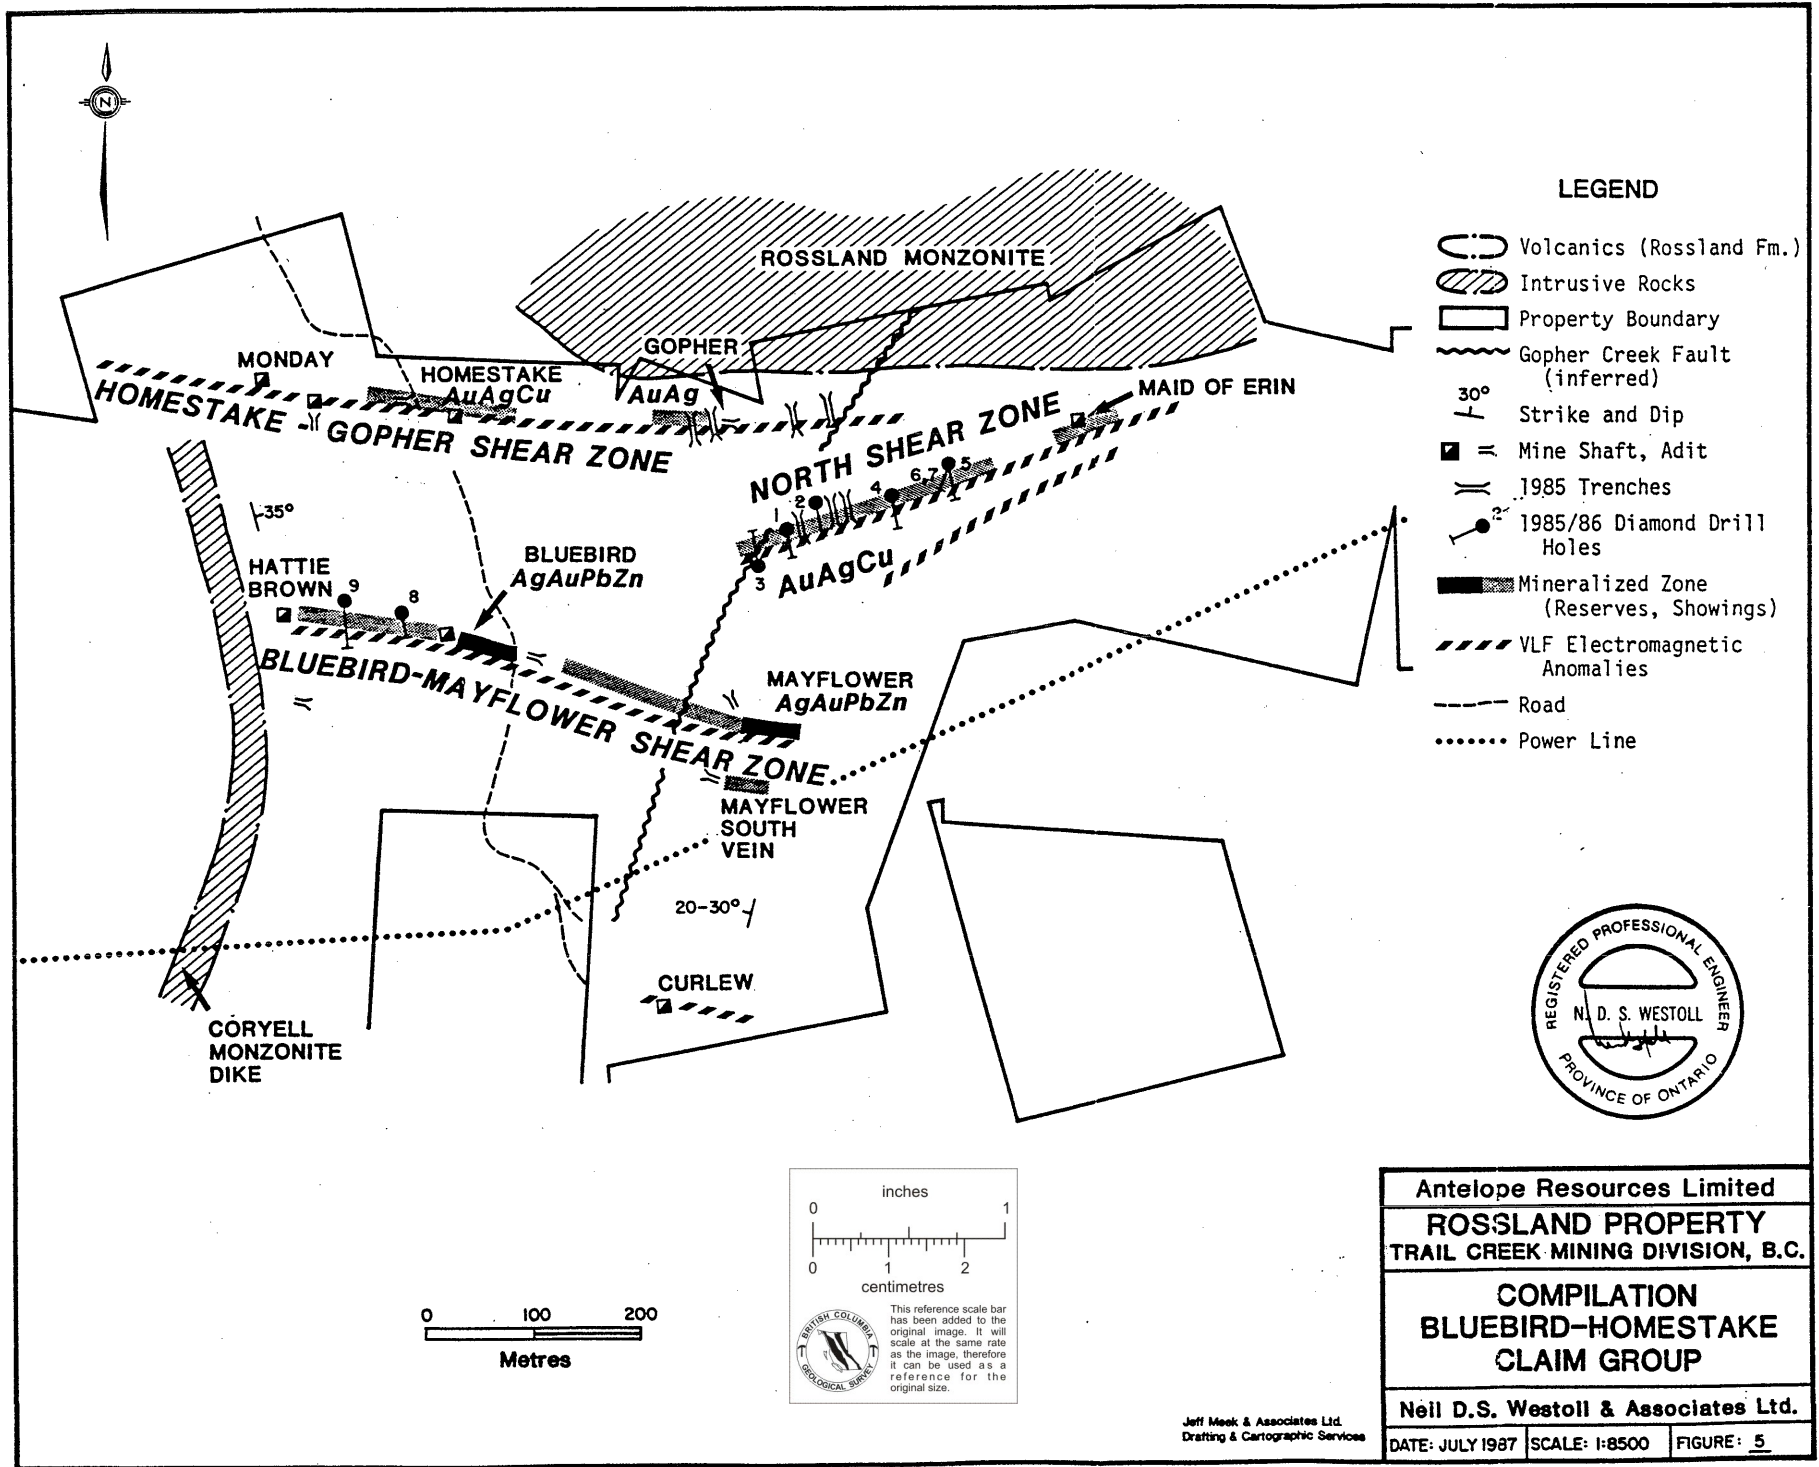 N
ROSSLAND MONZONITE
GOPHER
MONDAY
HOMESTAKE
AuAgCu
AuAg
MAID OF ERIN
HOMESTAKE - GOPHER SHEAR ZONE
NORTH SHEAR ZONE
1
2
3
4
6,7
5
AuAgCu
35°
HATTIE
BROWN
9
8
BLUEBIRD
AgAuPbZn
BLUEBIRD-MAYFLOWER SHEAR ZONE
MAYFLOWER
AgAuPbZn
MAYFLOWER
SOUTH
VEIN
20-30°
CURLEW
CORYELL
MONZONITE
DIKE
LEGEND
Volcanics (Rossland Fm.)
Intrusive Rocks
Property Boundary
Gopher Creek Fault
(inferred)
30°
Strike and Dip
Mine Shaft, Adit
1985 Trenches
2
1985/86 Diamond Drill
Holes
Mineralized Zone
(Reserves, Showings)
VLF Electromagnetic
Anomalies
Road
Power Line
REGISTERED PROFESSIONAL ENGINEER
N. D. S. WESTOLL
PROVINCE OF ONTARIO
0 100 200
Metres
inches
0 1
0 1 2
centimetres
BRITISH COLUMBIA
GEOLOGICAL SURVEY
This reference scale bar
has been added to the
original image. It will
scale at the same rate
as the image, therefore
it can be used as a
reference for the
original size.
Jeff Meek & Associates Ltd.
Drafting & Cartographic Services
Antelope Resources Limited
ROSSLAND PROPERTY
TRAIL CREEK MINING DIVISION, B.C.
COMPILATION
BLUEBIRD-HOMESTAKE
CLAIM GROUP
Neil D.S. Westoll & Associates Ltd.
DATE: JULY 1987 SCALE: 1:8500 FIGURE: 5